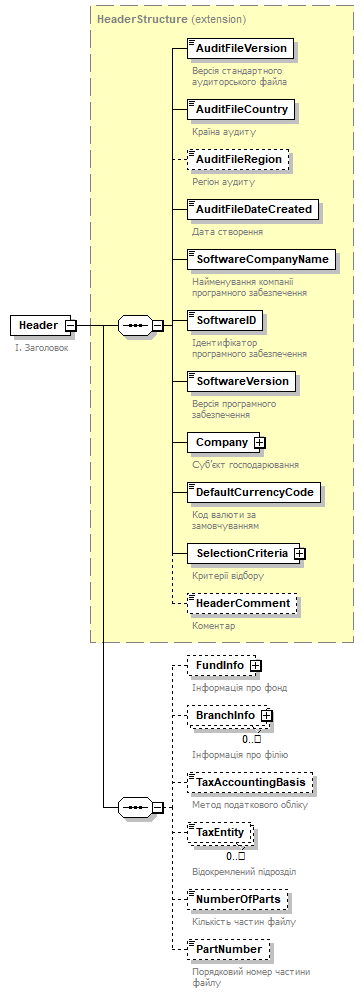 HeaderStructure (extension)
AuditFileVersion
Версія стандартного
аудиторського файла
AuditFileCountry
Країна аудиту
AuditFileRegion
Регіон аудиту
AuditFileDateCreated
Дата створення
SoftwareCompanyName
Найменування компанії
програмного забезпечення
Header
І. Заголовок
SoftwareID
Ідентифікатор
програмного забезпечення
SoftwareVersion
Версія програмного
забезпечення
Company
Суб'єкт господарювання
DefaultCurrencyCode
Код валюти за
замовчуванням
SelectionCriteria
Критерії відбору
HeaderComment
Коментар
FundInfo
Інформація про фонд
BranchInfo
0..□
Інформація про філію
TaxAccountingBasis
Метод податкового обліку
TaxEntity
0..□
Відокремлений підрозділ
NumberOfParts
Кількість частин файлу
PartNumber
Порядковий номер частини
файлу